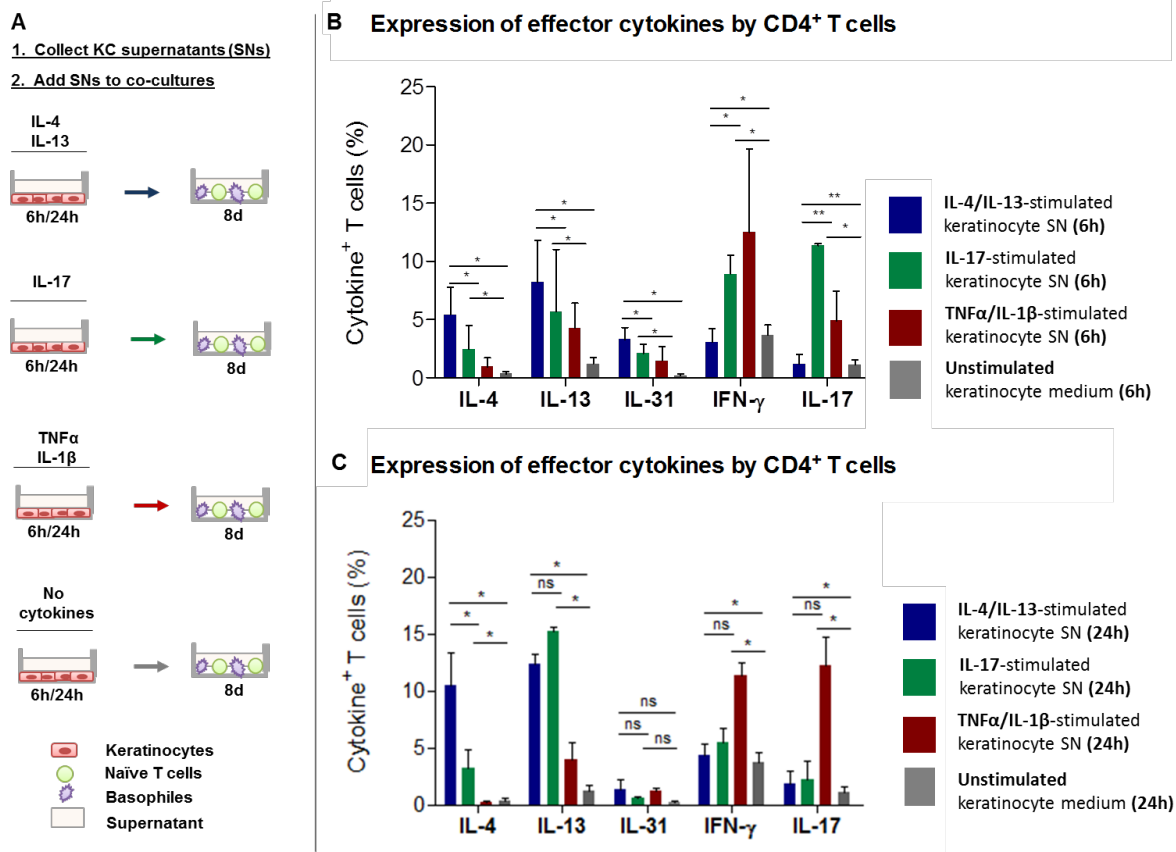 A
1. Collect KC supernatants (SNs)
2. Add SNs to co-cultures
IL-4
IL-13
6h/24h
8d
IL-17
6h/24h
8d
TNFα
IL-1β
6h/24h
8d
No
cytokines
6h/24h
8d
Keratinocytes
Naïve T cells
Basophiles
Supernatant
B Expression of effector cytokines by CD4⁺ T cells
Cytokine⁺ T cells (%)
25
20
15
10
5
0
* * *
* * *
* * *
* * *
** ** *
IL-4 IL-13 IL-31 IFN-γ IL-17
IL-4/IL-13-stimulated
keratinocyte SN (6h)
IL-17-stimulated
keratinocyte SN (6h)
TNFα/IL-1β-stimulated
keratinocyte SN (6h)
Unstimulated
keratinocyte medium (6h)
C Expression of effector cytokines by CD4⁺ T cells
Cytokine⁺ T cells (%)
25
20
15
10
5
0
* * *
* ns *
ns ns ns
* ns *
* ns *
IL-4 IL-13 IL-31 IFN-γ IL-17
IL-4/IL-13-stimulated
keratinocyte SN (24h)
IL-17-stimulated
keratinocyte SN (24h)
TNFα/IL-1β-stimulated
keratinocyte SN (24h)
Unstimulated
keratinocyte medium (24h)